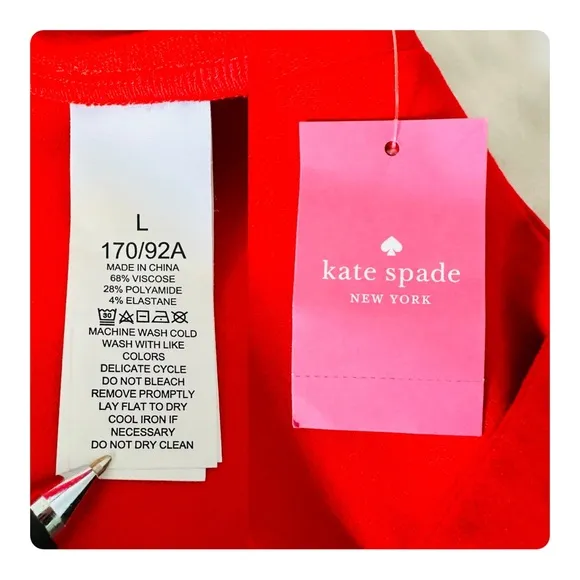 L
170/92A
MADE IN CHINA
68% VISCOSE
28% POLYAMIDE
4% ELASTANE
30
MACHINE WASH COLD
WASH WITH LIKE
COLORS
DELICATE CYCLE
DO NOT BLEACH
REMOVE PROMPTLY
LAY FLAT TO DRY
COOL IRON IF
NECESSARY
DO NOT DRY CLEAN
kate spade
NEW YORK